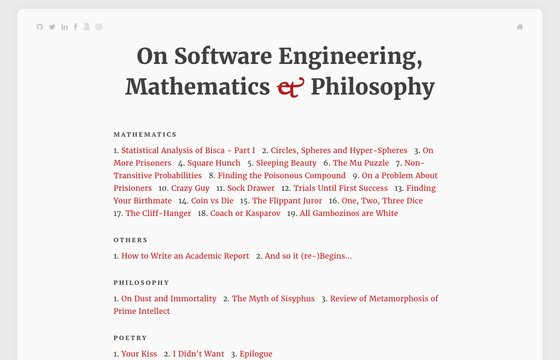 On Software Engineering,
Mathematics & Philosophy
MATHEMATICS
1. Statistical Analysis of Bisca - Part I 2. Circles, Spheres and Hyper-Spheres 3. On
More Prisoners 4. Square Hunch 5. Sleeping Beauty 6. The Mu Puzzle 7. Non-
Transitive Probabilities 8. Finding the Poisonous Compound 9. On a Problem About
Prisioners 10. Crazy Guy 11. Sock Drawer 12. Trials Until First Success 13. Finding
Your Birthmate 14. Coin vs Die 15. The Flippant Juror 16. One, Two, Three Dice
17. The Cliff-Hanger 18. Coach or Kasparov 19. All Gambozinos are White
OTHERS
1. How to Write an Academic Report 2. And so it (re-)Begins...
PHILOSOPHY
1. On Dust and Immortality 2. The Myth of Sisyphus 3. Review of Metamorphosis of
Prime Intellect
POETRY
1. Your Kiss 2. I Didn't Want 3. Epilogue